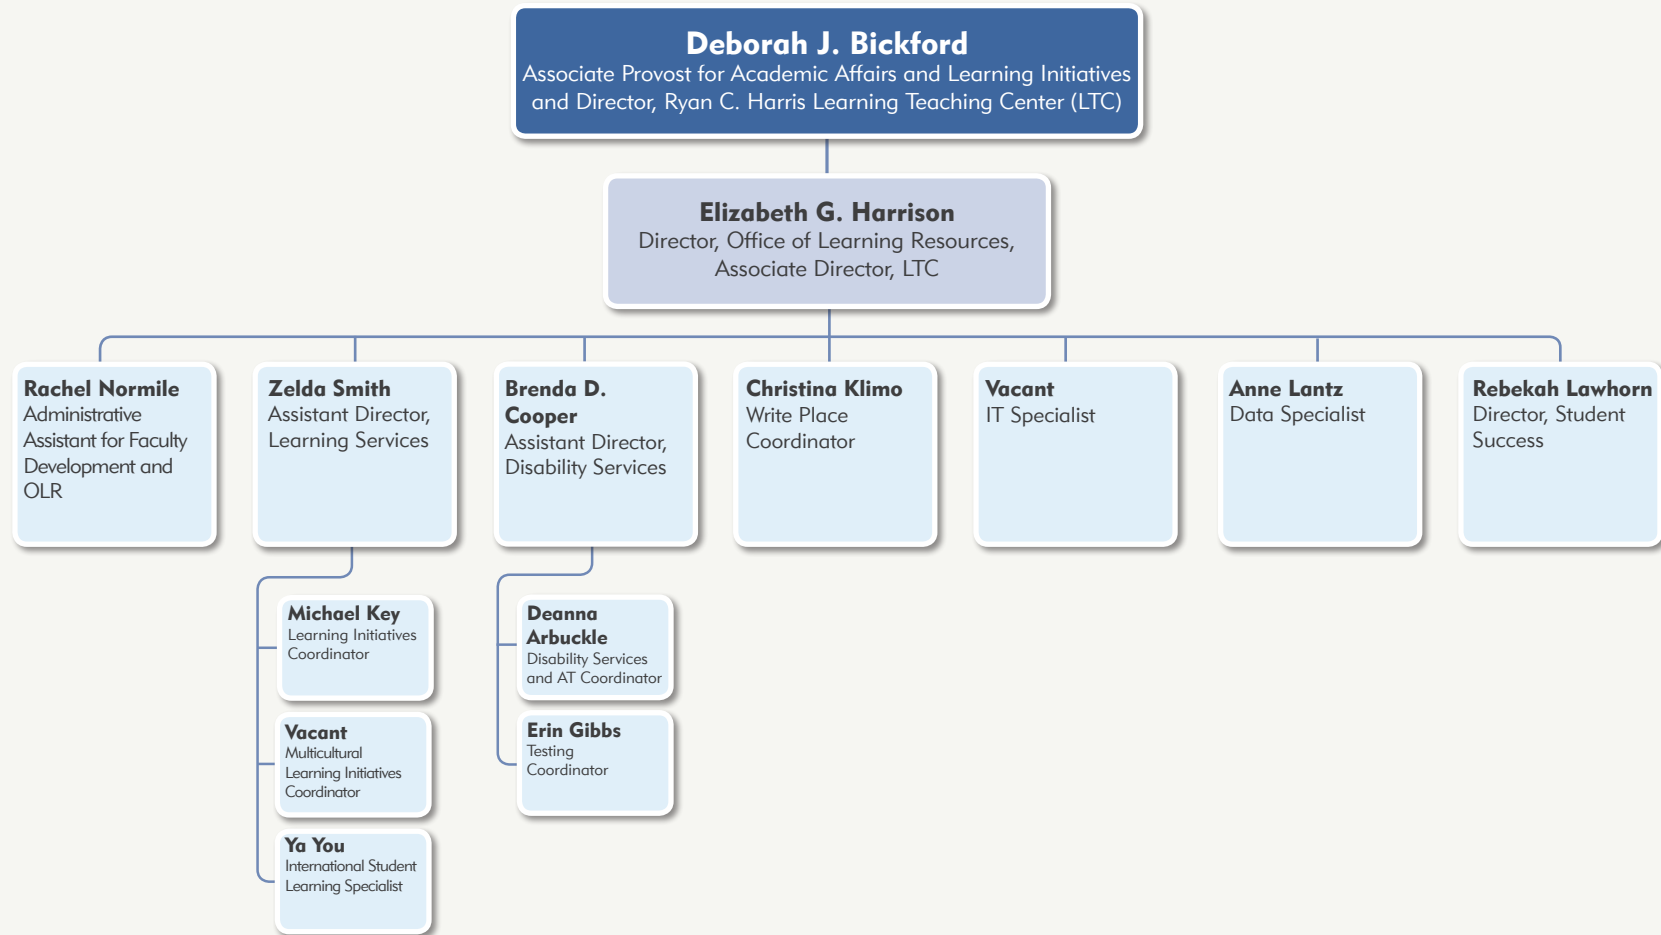 Deborah J. Bickford
Associate Provost for Academic Affairs and Learning Initiatives
and Director, Ryan C. Harris Learning Teaching Center (LTC)
Elizabeth G. Harrison
Director, Office of Learning Resources,
Associate Director, LTC
Rachel Normile
Administrative
Assistant for Faculty
Development and
OLR
Zelda Smith
Assistant Director,
Learning Services
Brenda D.
Cooper
Assistant Director,
Disability Services
Christina Klimo
Write Place
Coordinator
Vacant
IT Specialist
Anne Lantz
Data Specialist
Rebekah Lawhorn
Director, Student
Success
Michael Key
Learning Initiatives
Coordinator
Vacant
Multicultural
Learning Initiatives
Coordinator
Ya You
International Student
Learning Specialist
Deanna
Arbuckle
Disability Services
and AT Coordinator
Erin Gibbs
Testing
Coordinator